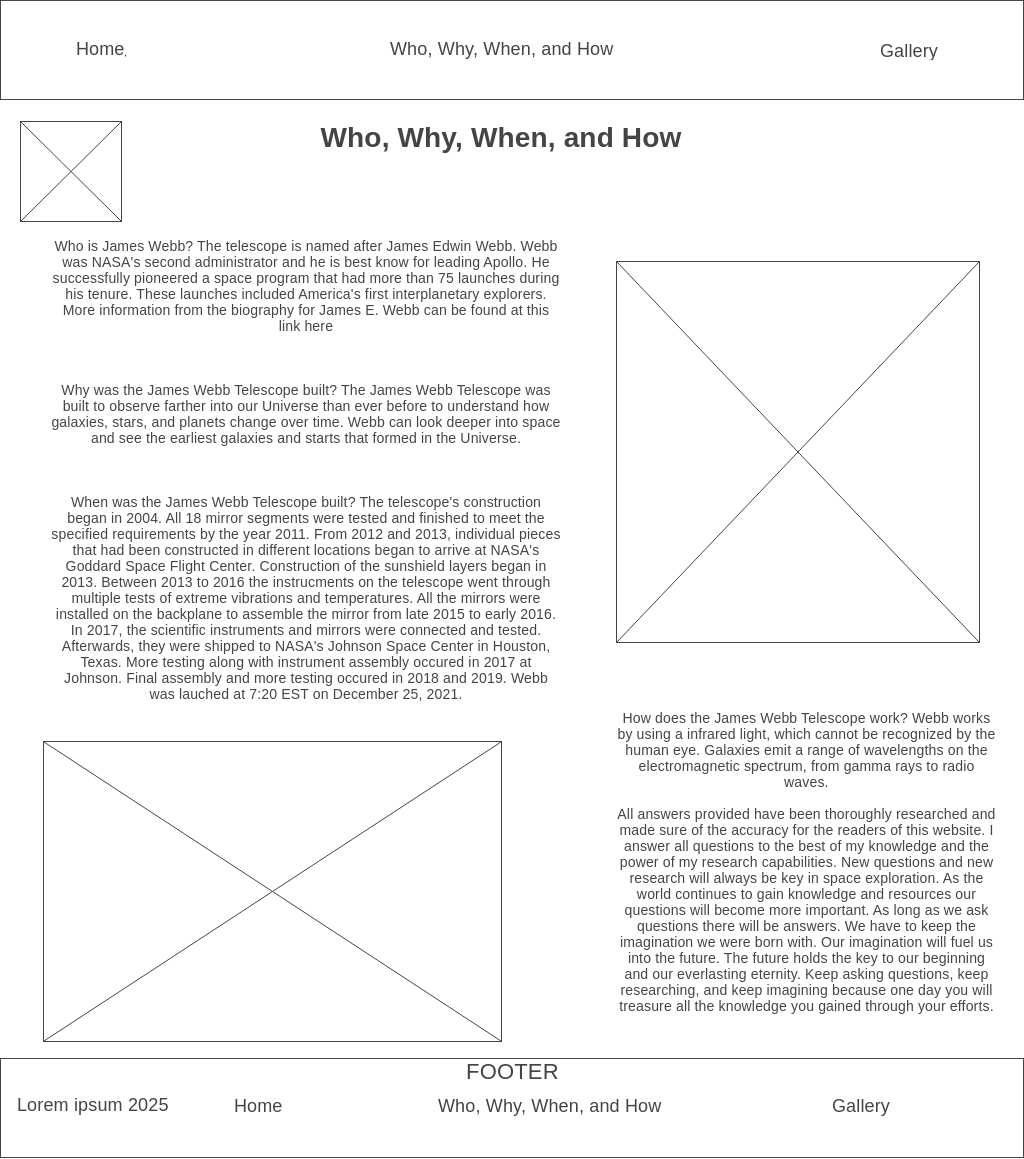 Home,
Who, Why, When, and How
Gallery
Who, Why, When, and How
Who is James Webb? The telescope is named after James Edwin Webb. Webb
was NASA's second administrator and he is best know for leading Apollo. He
successfully pioneered a space program that had more than 75 launches during
his tenure. These launches included America's first interplanetary explorers.
More information from the biography for James E. Webb can be found at this
link here
Why was the James Webb Telescope built? The James Webb Telescope was
built to observe farther into our Universe than ever before to understand how
galaxies, stars, and planets change over time. Webb can look deeper into space
and see the earliest galaxies and starts that formed in the Universe.
When was the James Webb Telescope built? The telescope's construction
began in 2004. All 18 mirror segments were tested and finished to meet the
specified requirements by the year 2011. From 2012 and 2013, individual pieces
that had been constructed in different locations began to arrive at NASA's
Goddard Space Flight Center. Construction of the sunshield layers began in
2013. Between 2013 to 2016 the instrucments on the telescope went through
multiple tests of extreme vibrations and temperatures. All the mirrors were
installed on the backplane to assemble the mirror from late 2015 to early 2016.
In 2017, the scientific instruments and mirrors were connected and tested.
Afterwards, they were shipped to NASA's Johnson Space Center in Houston,
Texas. More testing along with instrument assembly occured in 2017 at
Johnson. Final assembly and more testing occured in 2018 and 2019. Webb
was lauched at 7:20 EST on December 25, 2021.
How does the James Webb Telescope work? Webb works
by using a infrared light, which cannot be recognized by the
human eye. Galaxies emit a range of wavelengths on the
electromagnetic spectrum, from gamma rays to radio
waves.
All answers provided have been thoroughly researched and
made sure of the accuracy for the readers of this website. I
answer all questions to the best of my knowledge and the
power of my research capabilities. New questions and new
research will always be key in space exploration. As the
world continues to gain knowledge and resources our
questions will become more important. As long as we ask
questions there will be answers. We have to keep the
imagination we were born with. Our imagination will fuel us
into the future. The future holds the key to our beginning
and our everlasting eternity. Keep asking questions, keep
researching, and keep imagining because one day you will
treasure all the knowledge you gained through your efforts.
FOOTER
Lorem ipsum 2025
Home
Who, Why, When, and How
Gallery